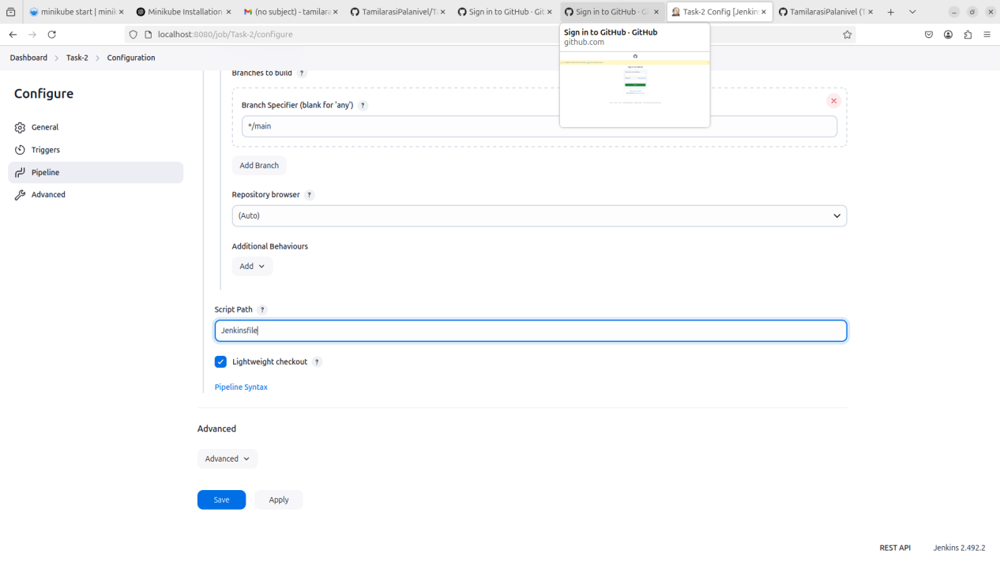 minikube start | minik
Minikube Installation
(no subject) - tamilara
TamilarasiPalanivel/Ta
Sign in to GitHub · Git
Sign in to GitHub · G
Task-2 Config [Jenkin
TamilarasiPalanivel (T
localhost:8080/job/Task-2/configure
Sign in to GitHub · GitHub
github.com
Dashboard > Task-2 > Configuration
Configure
General
Triggers
Pipeline
Advanced
Branches to build ?
Branch Specifier (blank for 'any') ?
*/main
Add Branch
Repository browser ?
(Auto)
Additional Behaviours
Add
Script Path ?
Jenkinsfile
Lightweight checkout ?
Pipeline Syntax
Advanced
Advanced
Save
Apply
REST API
Jenkins 2.492.2